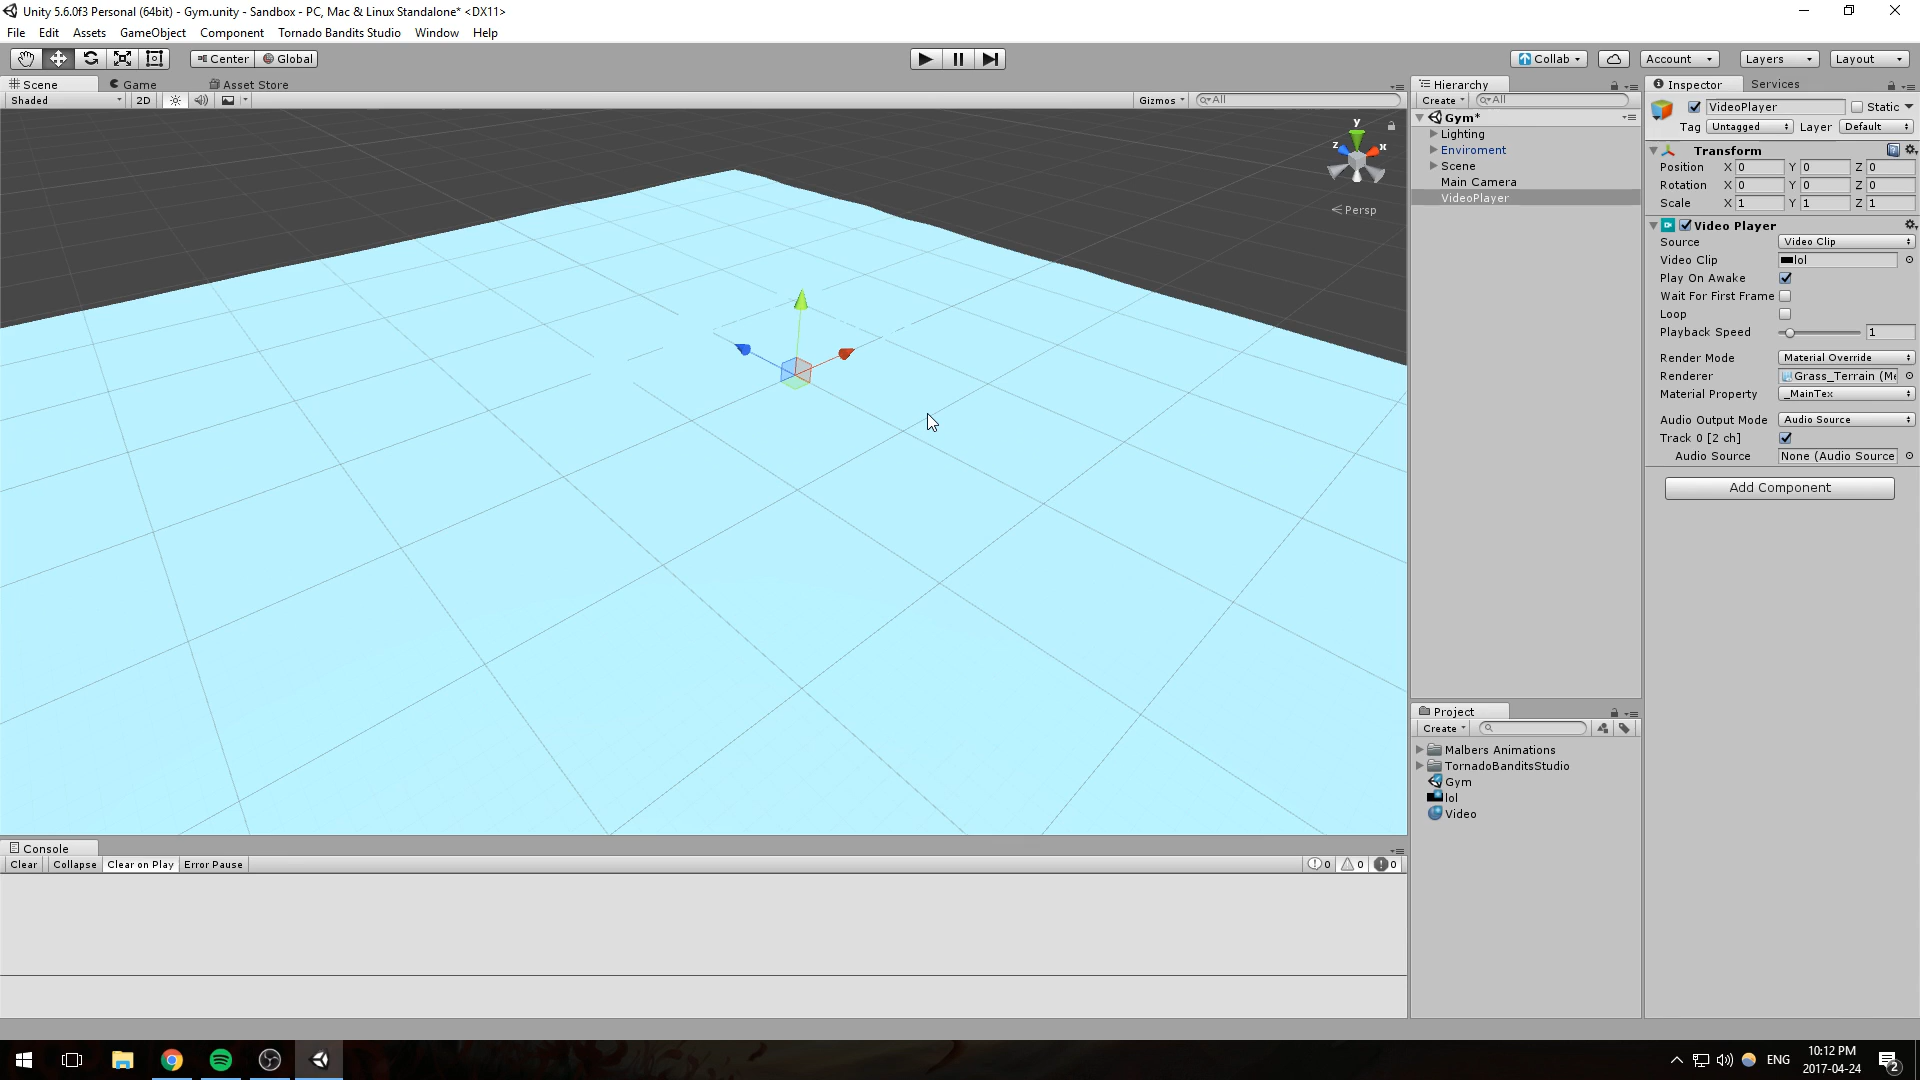 Unity 5.6.0f3 Personal (64bit) - Gym.unity - Sandbox - PC, Mac & Linux Standalone* <DX11>
File Edit Assets GameObject Component Tornado Bandits Studio Window Help
Center Global
Collab Account Layers Layout
Scene Game Asset Store
Shaded 2D Gizmos All
y
z x
Persp
Hierarchy
Create All
Gym*
Lighting
Enviroment
Scene
Main Camera
VideoPlayer
Inspector Services
VideoPlayer Static
Tag Untagged Layer Default
Transform
Position X 0 Y 0 Z 0
Rotation X 0 Y 0 Z 0
Scale X 1 Y 1 Z 1
Video Player
Source Video Clip
Video Clip lol
Play On Awake
Wait For First Frame
Loop
Playback Speed 1
Render Mode Material Override
Renderer Grass_Terrain (Me
Material Property _MainTex
Audio Output Mode Audio Source
Track 0 [2 ch]
Audio Source None (Audio Source
Add Component
Project
Create
Malbers Animations
TornadoBanditsStudio
Gym
lol
Video
Console
Clear Collapse Clear on Play Error Pause 0 0 0
ENG
10:12 PM
2017-04-24
2